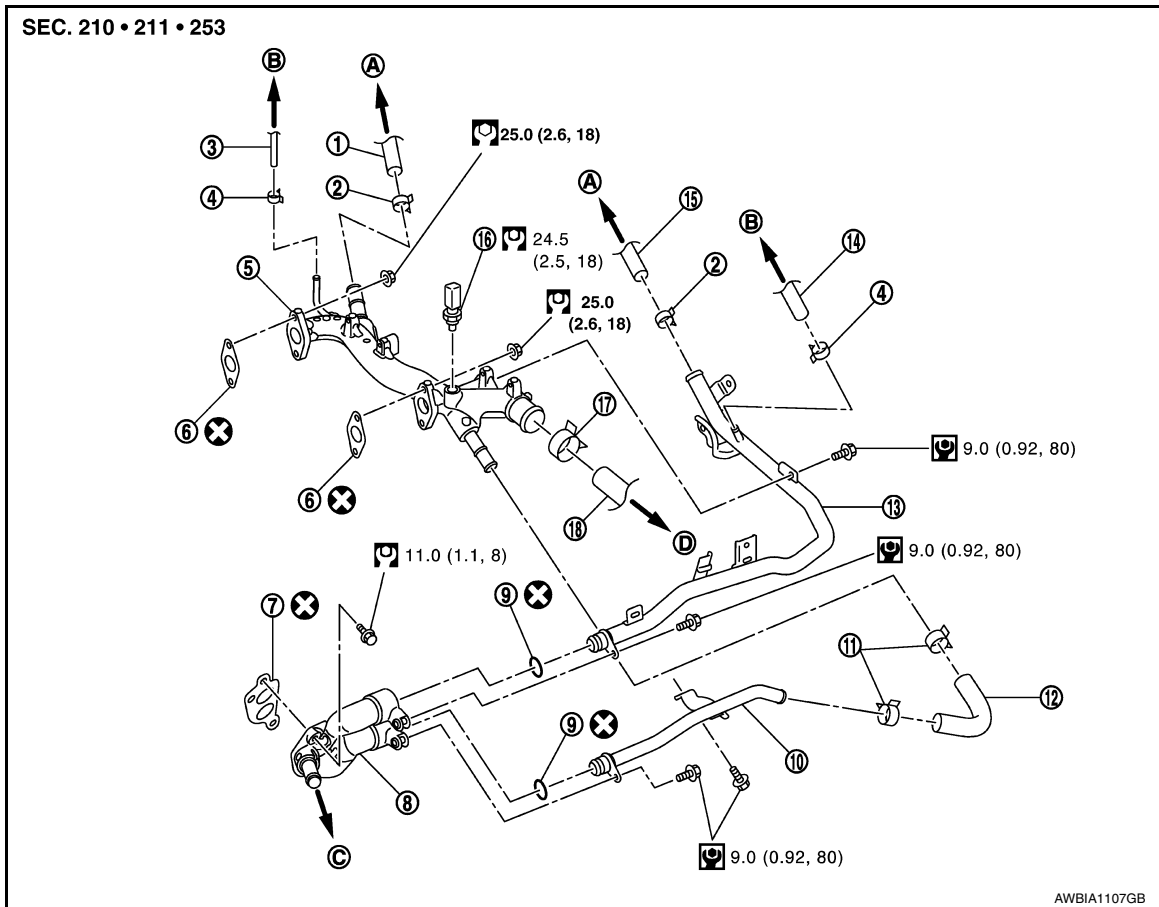 SEC. 210 • 211 • 253
B
A
3
1
25.0 (2.6, 18)
4
2
A
15
B
16
24.5
(2.5, 18)
14
5
2
25.0
(2.6, 18)
4
17
6
9.0 (0.92, 80)
6
18
13
D
11.0 (1.1, 8)
9.0 (0.92, 80)
7
9
11
12
9
10
8
C
9.0 (0.92, 80)
AWBIA1107GB